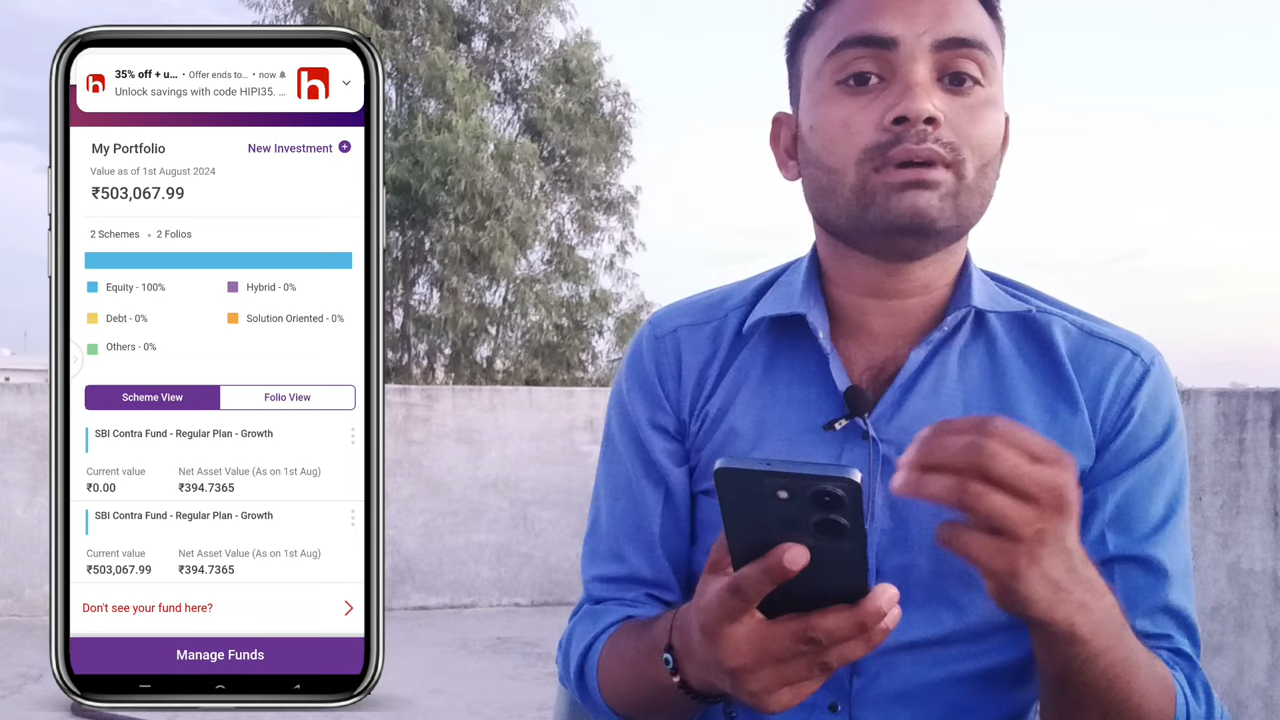 35% off + u... • Offer ends to... • now
Unlock savings with code HIPI35. ...
My Portfolio
New Investment
Value as of 1st August 2024
₹503,067.99
2 Schemes • 2 Folios
Equity - 100%
Hybrid - 0%
Debt - 0%
Solution Oriented - 0%
Others - 0%
Scheme View
Folio View
SBI Contra Fund - Regular Plan - Growth
Current value
Net Asset Value (As on 1st Aug)
₹0.00
₹394.7365
SBI Contra Fund - Regular Plan - Growth
Current value
Net Asset Value (As on 1st Aug)
₹503,067.99
₹394.7365
Don't see your fund here?
Manage Funds